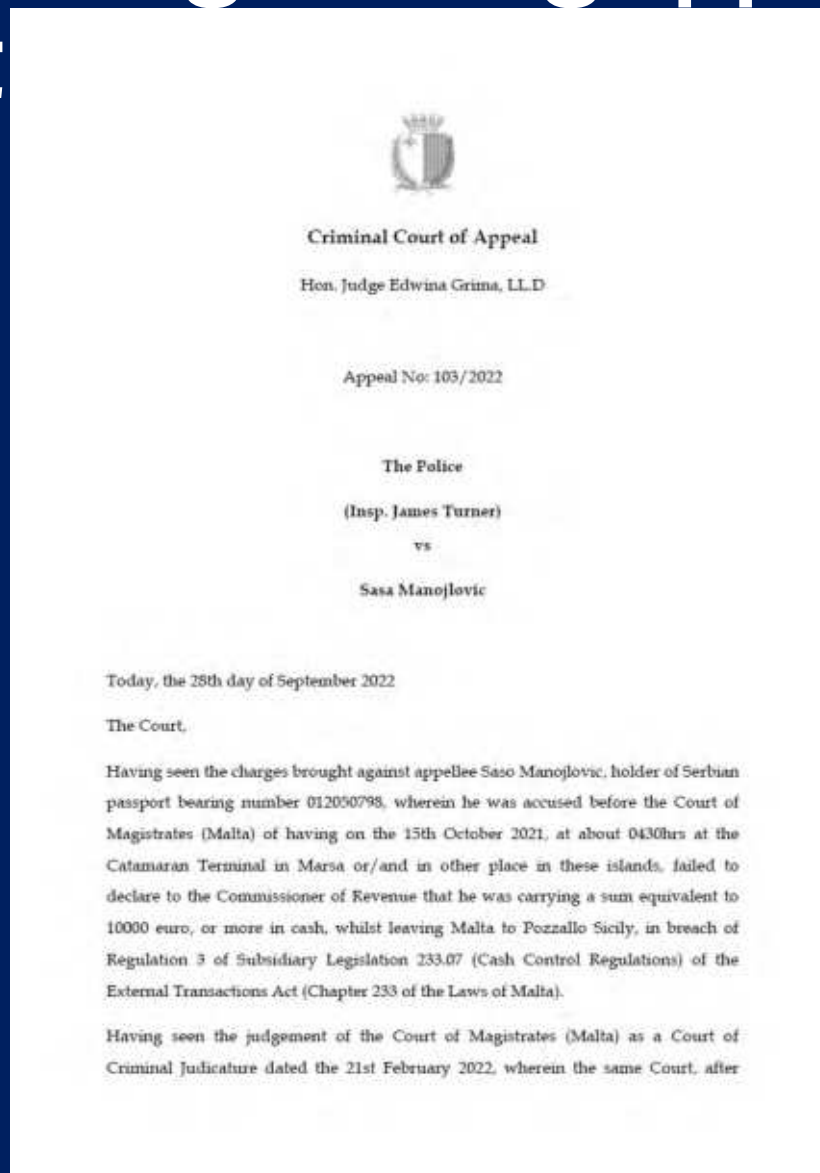 Criminal Court of Appeal
Hon. Judge Edwina Grima, LL.D
Appeal No: 103/2022
The Police
(Insp. James Turner)
vs
Sasa Manojlovic
Today, the 28th day of September 2022
The Court,
Having seen the charges brought against appellee Saso Manojlovic, holder of Serbian
passport bearing number 012050798, wherein he was accused before the Court of
Magistrates (Malta) of having on the 15th October 2021, at about 0430hrs at the
Catamaran Terminal in Marsa or/and in other place in these islands, failed to
declare to the Commissioner of Revenue that he was carrying a sum equivalent to
10000 euro, or more in cash, whilst leaving Malta to Pozzallo Sicily, in breach of
Regulation 3 of Subsidiary Legislation 233.07 (Cash Control Regulations) of the
External Transactions Act (Chapter 233 of the Laws of Malta).
Having seen the judgement of the Court of Magistrates (Malta) as a Court of
Criminal Judicature dated the 21st February 2022, wherein the same Court, after